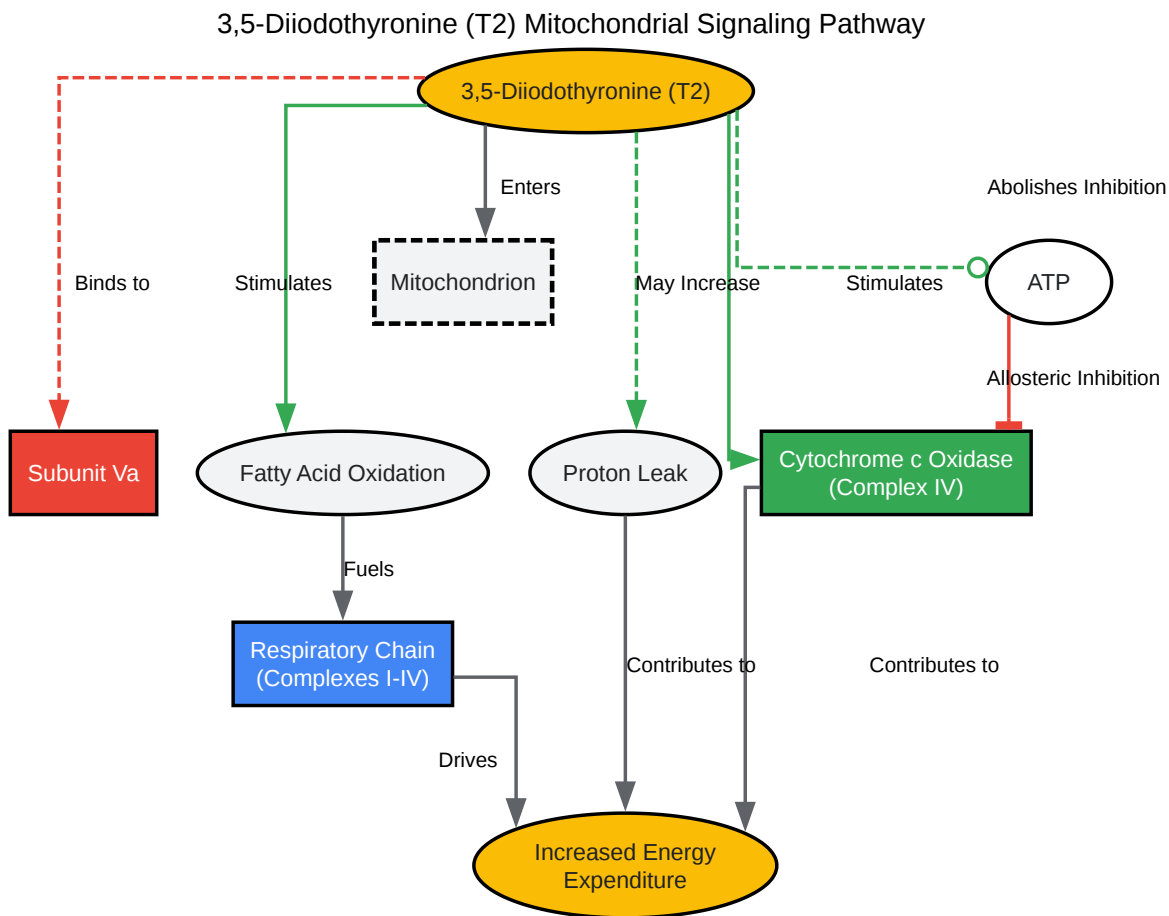 3,5-Diiodothyronine (T2) Mitochondrial Signaling Pathway
3,5-Diiodothyronine (T2)
Enters
Abolishes Inhibition
Binds to
Stimulates
Mitochondrion
May Increase
Stimulates
ATP
Allosteric Inhibition
Subunit Va
Fatty Acid Oxidation
Proton Leak
Cytochrome c Oxidase
(Complex IV)
Fuels
Respiratory Chain
(Complexes I-IV)
Contributes to
Contributes to
Drives
Increased Energy
Expenditure